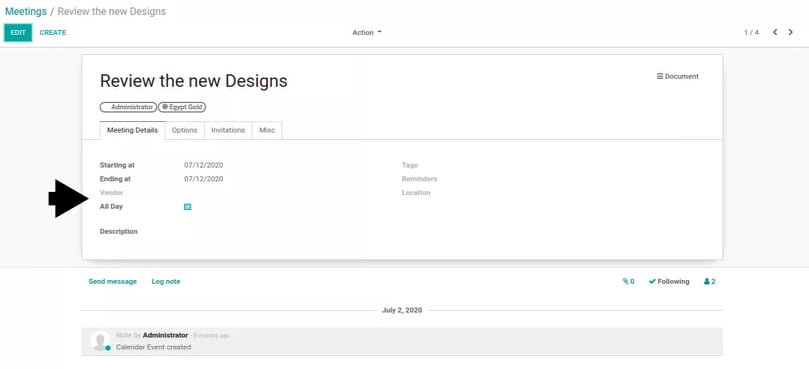 Meetings / Review the new Designs
EDIT CREATE Action 1 / 4
Review the new Designs
Document
Administrator Egypt Gold
Meeting Details Options Invitations Misc
Starting at 07/12/2020 Tags
Ending at 07/12/2020 Reminders
Vendor Location
All Day
Description
Send message Log note 0 Following 2
July 2, 2020
Note by Administrator - 8 months ago
Calendar Event created